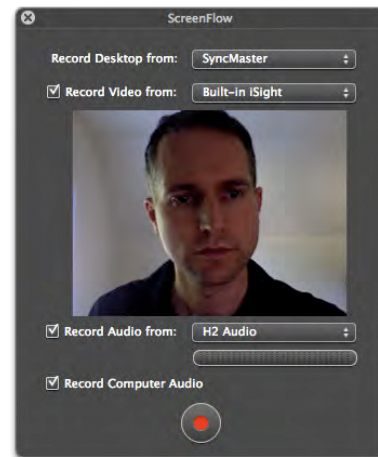 ScreenFlow
Record Desktop from: SyncMaster
Record Video from: Built-in iSight
Record Audio from: H2 Audio
Record Computer Audio